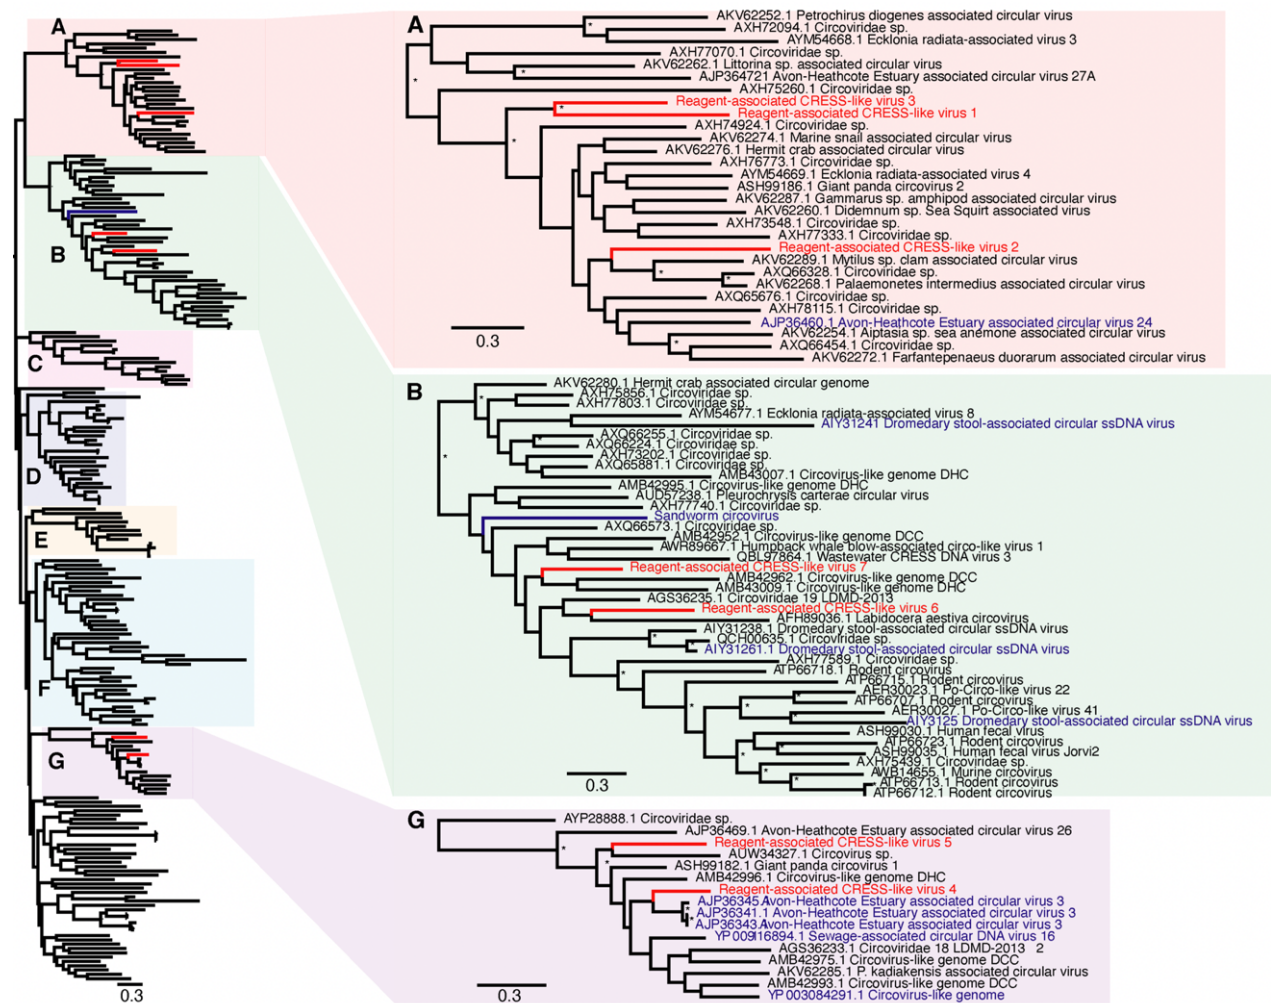 A
B
C
D
E
F
G
0.3
A
AKV62252.1 Petrochirus diogenes associated circular virus
AXH72094.1 Circoviridae sp.
AYM54668.1 Ecklonia radiata-associated virus 3
AXH77070.1 Circoviridae sp.
AKV62262.1 Littorina sp. associated circular virus
AJP364721 Avon-Heathcote Estuary associated circular virus 27A
AXH75260.1 Circoviridae sp.
Reagent-associated CRESS-like virus 3
Reagent-associated CRESS-like virus 1
AXH74924.1 Circoviridae sp.
AKV62274.1 Marine snail associated circular virus
AKV62276.1 Hermit crab associated circular virus
AXH76773.1 Circoviridae sp.
AYM54669.1 Ecklonia radiata-associated virus 4
ASH99186.1 Giant panda circovirus 2
AKV62287.1 Gammarus sp. amphipod associated circular virus
AKV62260.1 Didemnum sp. Sea Squirt associated virus
AXH73548.1 Circoviridae sp.
AXH77333.1 Circoviridae sp.
Reagent-associated CRESS-like virus 2
AKV62289.1 Mytilus sp. clam associated circular virus
AXQ66328.1 Circoviridae sp.
AKV62268.1 Palaemonetes intermedius associated circular virus
AXQ65676.1 Circoviridae sp.
AXH78115.1 Circoviridae sp.
AJP36460.1 Avon-Heathcote Estuary associated circular virus 24
AKV62254.1 Aiptasia sp. sea anemone associated circular virus
AXQ66454.1 Circoviridae sp.
AKV62272.1 Farfantepenaeus duorarum associated circular virus
0.3
B
AKV62280.1 Hermit crab associated circular genome
AXH75856.1 Circoviridae sp.
AXH77803.1 Circoviridae sp.
AYM54677.1 Ecklonia radiata-associated virus 8
AIY31241 Dromedary stool-associated circular ssDNA virus
AXQ66255.1 Circoviridae sp.
AXQ66224.1 Circoviridae sp.
AXH73202.1 Circoviridae sp.
AXQ65881.1 Circoviridae sp.
AMB43007.1 Circovirus-like genome DHC
AMB42995.1 Circovirus-like genome DHC
AUD57238.1 Pleurochrysis carterae circular virus
AXH77740.1 Circoviridae sp.
Sandworm circovirus
AXQ66573.1 Circoviridae sp.
AMB42952.1 Circovirus-like genome DCC
AWR89667.1 Humpback whale blow-associated circo-like virus 1
QBL97864.1 Wastewater CRESS DNA virus 3
Reagent-associated CRESS-like virus 7
AMB42962.1 Circovirus-like genome DCC
AMB43009.1 Circovirus-like genome DHC
AGS36235.1 Circoviridae 19 LDMD-2013
Reagent-associated CRESS-like virus 6
AFH89036.1 Labidocera aestiva circovirus
AIY31238.1 Dromedary stool-associated circular ssDNA virus
QCH00635.1 Circoviridae sp.
AIY31261.1 Dromedary stool-associated circular ssDNA virus
AXH77589.1 Circoviridae sp.
ATP66718.1 Rodent circovirus
ATP66715.1 Rodent circovirus
AER30023.1 Po-Circo-like virus 22
ATP66707.1 Rodent circovirus
AER30027.1 Po-Circo-like virus 41
AIY3125 Dromedary stool-associated circular ssDNA virus
ASH99030.1 Human fecal virus
ATP66723.1 Rodent circovirus
ASH99035.1 Human fecal virus Jorvi2
AXH75439.1 Circoviridae sp.
AWB14655.1 Murine circovirus
ATP66713.1 Rodent circovirus
ATP66712.1 Rodent circovirus
0.3
G
AYP28888.1 Circoviridae sp.
AJP36469.1 Avon-Heathcote Estuary associated circular virus 26
Reagent-associated CRESS-like virus 5
AUW34327.1 Circovirus sp.
ASH99182.1 Giant panda circovirus 1
AMB42996.1 Circovirus-like genome DHC
Reagent-associated CRESS-like virus 4
AJP36345 Avon-Heathcote Estuary associated circular virus 3
AJP36341.1 Avon-Heathcote Estuary associated circular virus 3
AJP36343 Avon-Heathcote Estuary associated circular virus 3
YP 009116894.1 Sewage-associated circular DNA virus 16
AGS36233.1 Circoviridae 18 LDMD-2013 2
AMB42975.1 Circovirus-like genome DCC
AKV62285.1 P. kadiakensis associated circular virus
AMB42993.1 Circovirus-like genome DCC
YP 003084291.1 Circovirus-like genome
0.3